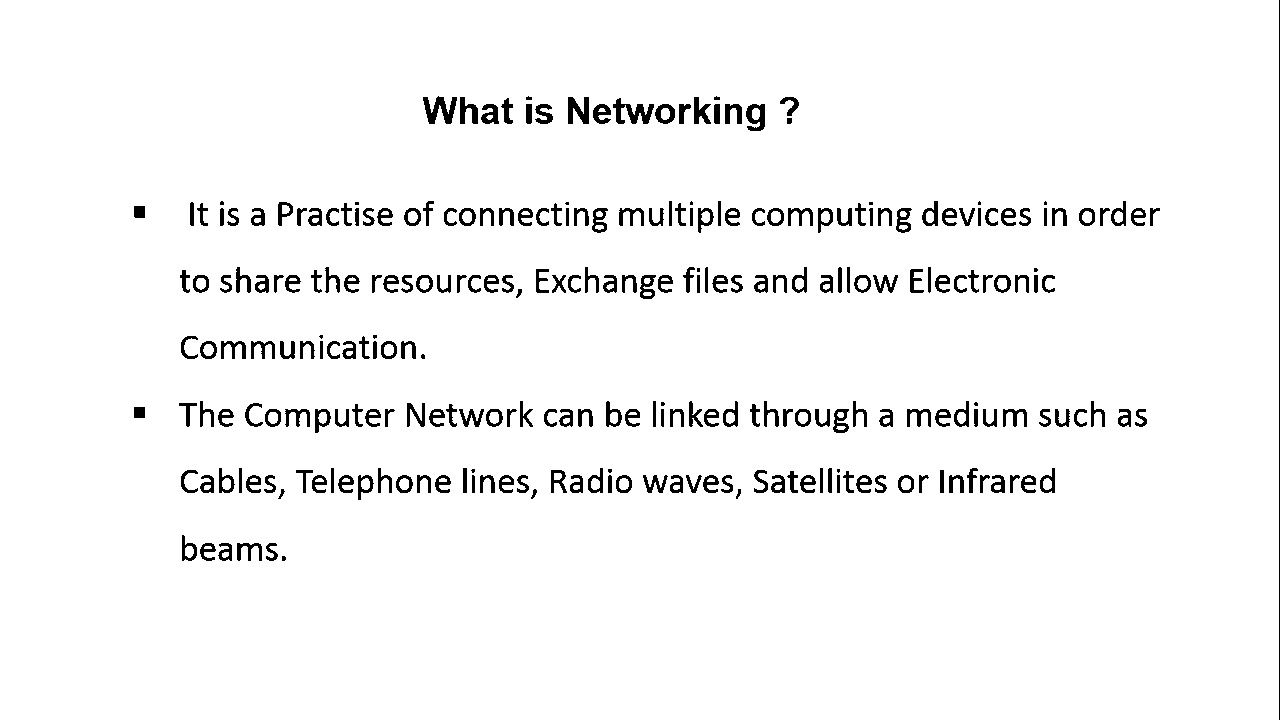 What is Networking ?
▪ It is a Practise of connecting multiple computing devices in order
to share the resources, Exchange files and allow Electronic
Communication.
▪ The Computer Network can be linked through a medium such as
Cables, Telephone lines, Radio waves, Satellites or Infrared
beams.